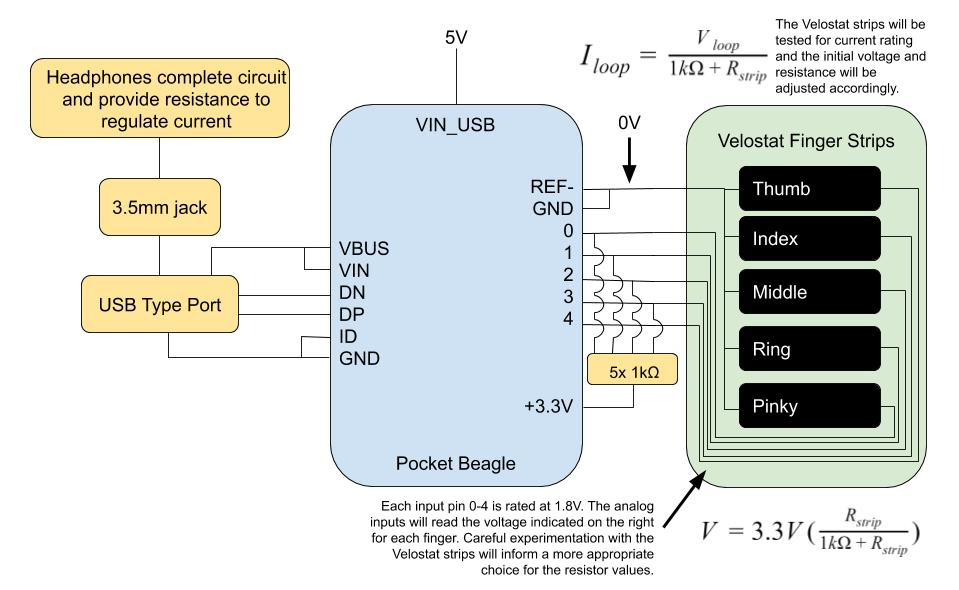 5V
I_loop = V_loop / (1kΩ + R_strip)
The Velostat strips will be
tested for current rating
and the initial voltage and
resistance will be
adjusted accordingly.
Headphones complete circuit
and provide resistance to
regulate current
3.5mm jack
USB Type Port
VIN_USB
VBUS
VIN
DN
DP
ID
GND
REF-
GND
0
1
2
3
4
+3.3V
Pocket Beagle
0V
5x 1kΩ
Velostat Finger Strips
Thumb
Index
Middle
Ring
Pinky
Each input pin 0-4 is rated at 1.8V. The analog
inputs will read the voltage indicated on the right
for each finger. Careful experimentation with the
Velostat strips will inform a more appropriate
choice for the resistor values.
V = 3.3V(R_strip / (1kΩ + R_strip))